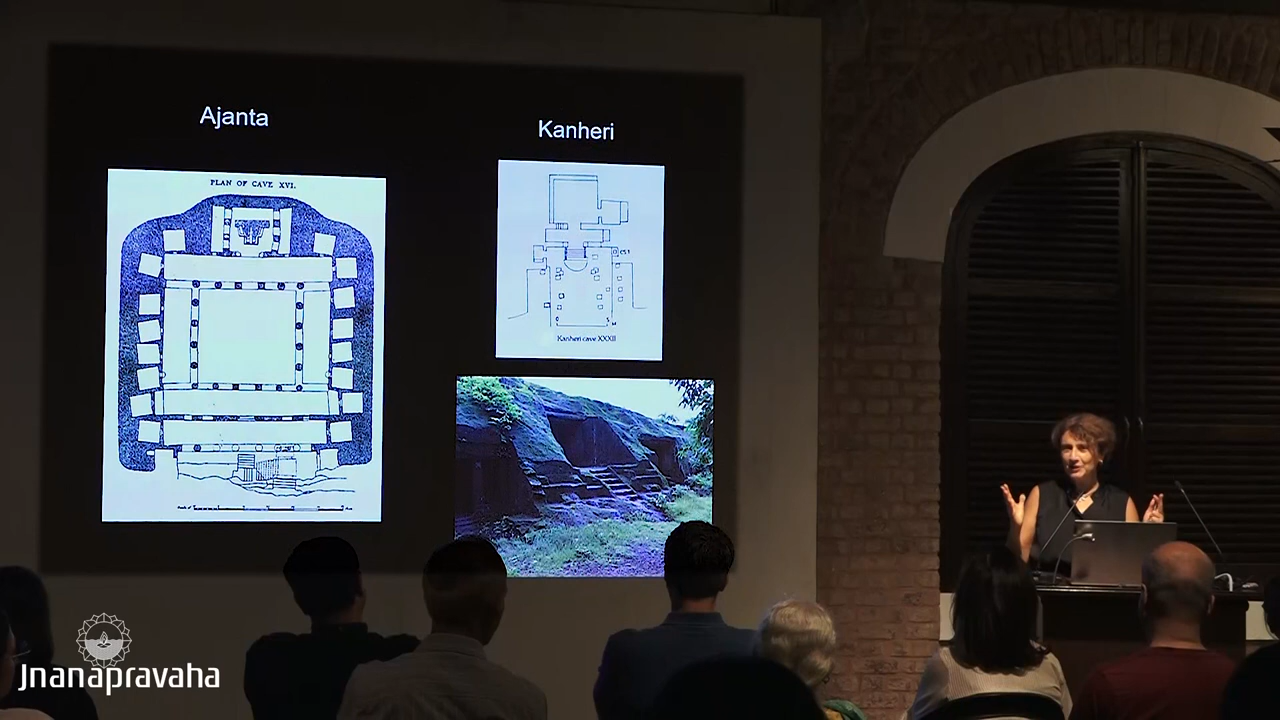 Ajanta
PLAN OF CAVE XVI.
Kanheri
Kanheri cave XXXII
Jnanapravaha